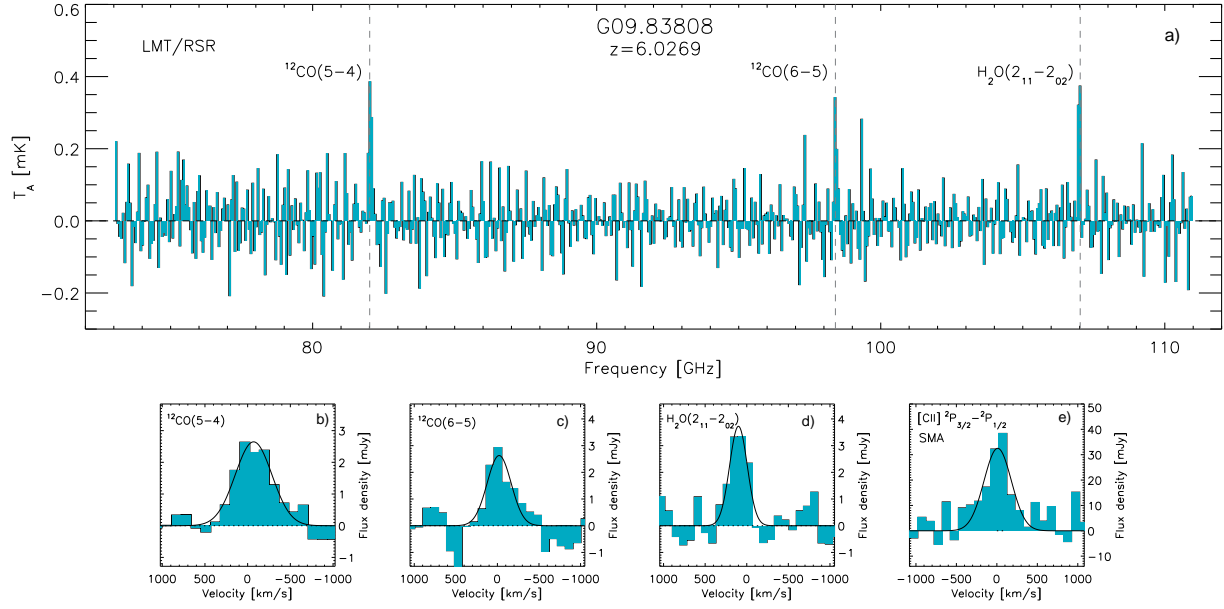 G09.83808
z=6.0269
a)
LMT/RSR
¹²CO(5−4)
¹²CO(6−5)
H₂O(2₁₁−2₀₂)
0.6
0.4
0.2
0.0
−0.2
T_A [mK]
80 90 100 110
Frequency [GHz]
¹²CO(5−4) b)
3
2
1
0
−1
Flux density [mJy]
1000 500 0 −500 −1000
Velocity [km/s]
¹²CO(6−5) c)
4
3
2
1
0
−1
Flux density [mJy]
1000 500 0 −500 −1000
Velocity [km/s]
H₂O(2₁₁−2₀₂) d)
4
3
2
1
0
−1
Flux density [mJy]
1000 500 0 −500 −1000
Velocity [km/s]
[CII] ²P₃/₂−²P₁/₂ e)
SMA
50
40
30
20
10
0
−10
Flux density [mJy]
−1000 −500 0 500 1000
Velocity [km/s]